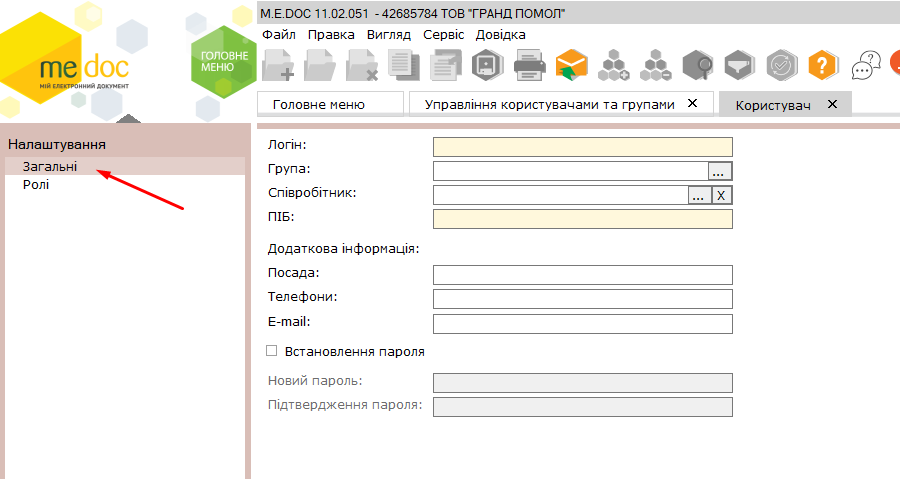 M.E.DOC 11.02.051 - 42685784 ТОВ "ГРАНД ПОМОЛ"
Файл Правка Вигляд Сервіс Довідка
me doc
МІЙ ЕЛЕКТРОННИЙ ДОКУМЕНТ
ГОЛОВНЕ
МЕНЮ
Головне меню Управління користувачами та групами ✕ Користувач ✕
Налаштування
Загальні
Ролі
Логін:
Група: ...
Співробітник: ... X
ПІБ:
Додаткова інформація:
Посада:
Телефони:
E-mail:
Встановлення пароля
Новий пароль:
Підтвердження пароля: